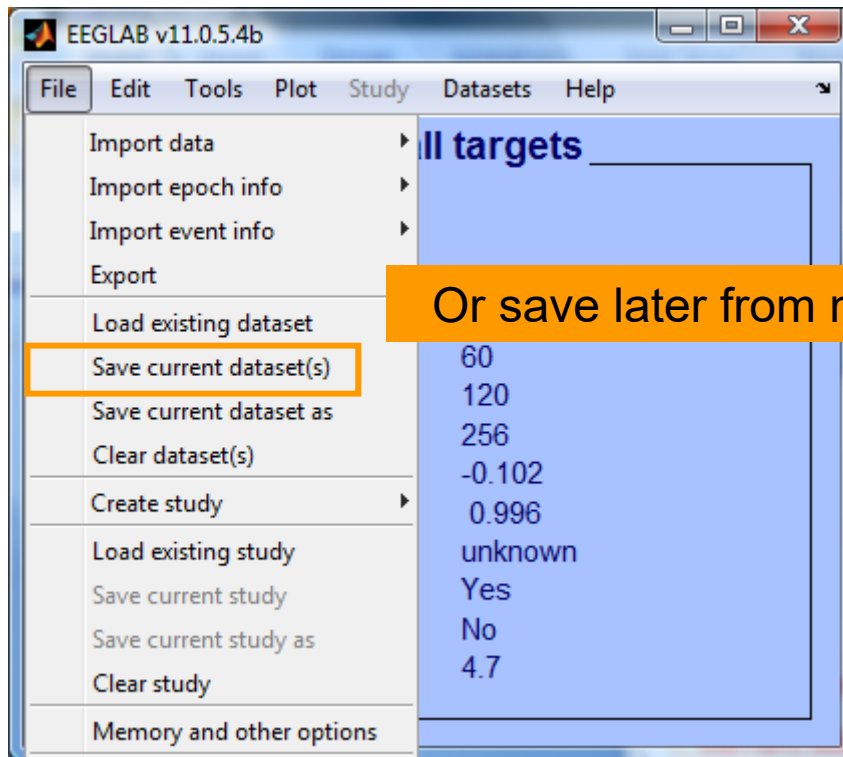 EEGLAB v11.0.5.4b
File Edit Tools Plot Study Datasets Help
Import data
ll targets
Import epoch info
Import event info
Export
Or save later from
Load existing dataset
Save current dataset(s)
60
Save current dataset as
120
256
Clear dataset(s)
-0.102
Create study
0.996
Load existing study
unknown
Save current study
Yes
Save current study as
No
Clear study
4.7
Memory and other options